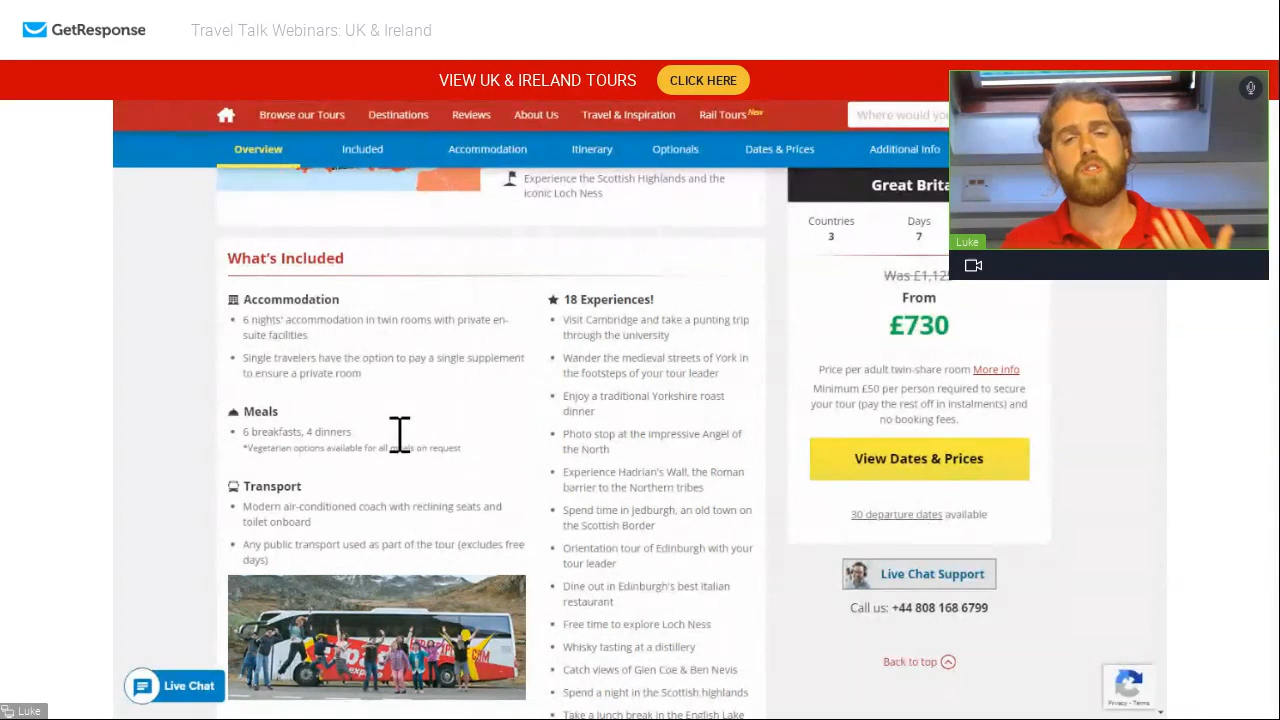 GetResponse
Travel Talk Webinars: UK & Ireland
VIEW UK & IRELAND TOURS
CLICK HERE
Browse our Tours
Destinations
Reviews
About Us
Travel & Inspiration
Rail Tours New
Where would you
Overview
Included
Accommodation
Itinerary
Optionals
Dates & Prices
Additional Info
Experience the Scottish Highlands and the
iconic Loch Ness
What's Included
Accommodation
6 nights' accommodation in twin rooms with private en-
suite facilities
Single travelers have the option to pay a single supplement
to ensure a private room
Meals
6 breakfasts, 4 dinners
*Vegetarian options available for all meals on request
Transport
Modern air-conditioned coach with reclining seats and
toilet onboard
Any public transport used as part of the tour (excludes free
days)
18 Experiences!
Visit Cambridge and take a punting trip
through the university
Wander the medieval streets of York in
the footsteps of your tour leader
Enjoy a traditional Yorkshire roast
dinner
Photo stop at the impressive Angel of
the North
Experience Hadrian's Wall, the Roman
barrier to the Northern tribes
Spend time in Jedburgh, an old town on
the Scottish Border
Orientation tour of Edinburgh with your
tour leader
Dine out in Edinburgh's best Italian
restaurant
Free time to explore Loch Ness
Whisky tasting at a distillery
Catch views of Glen Coe & Ben Nevis
Spend a night in the Scottish highlands
Take a lunch break in the English Lake
Great Brita
Countries
3
Days
7
Was £1,125
From
£730
Price per adult twin-share room More info
Minimum £50 per person required to secure
your tour (pay the rest off in instalments) and
no booking fees.
View Dates & Prices
30 departure dates available
Live Chat Support
Call us: +44 808 168 6799
Back to top
Privacy - Terms
Live Chat
Luke
Luke